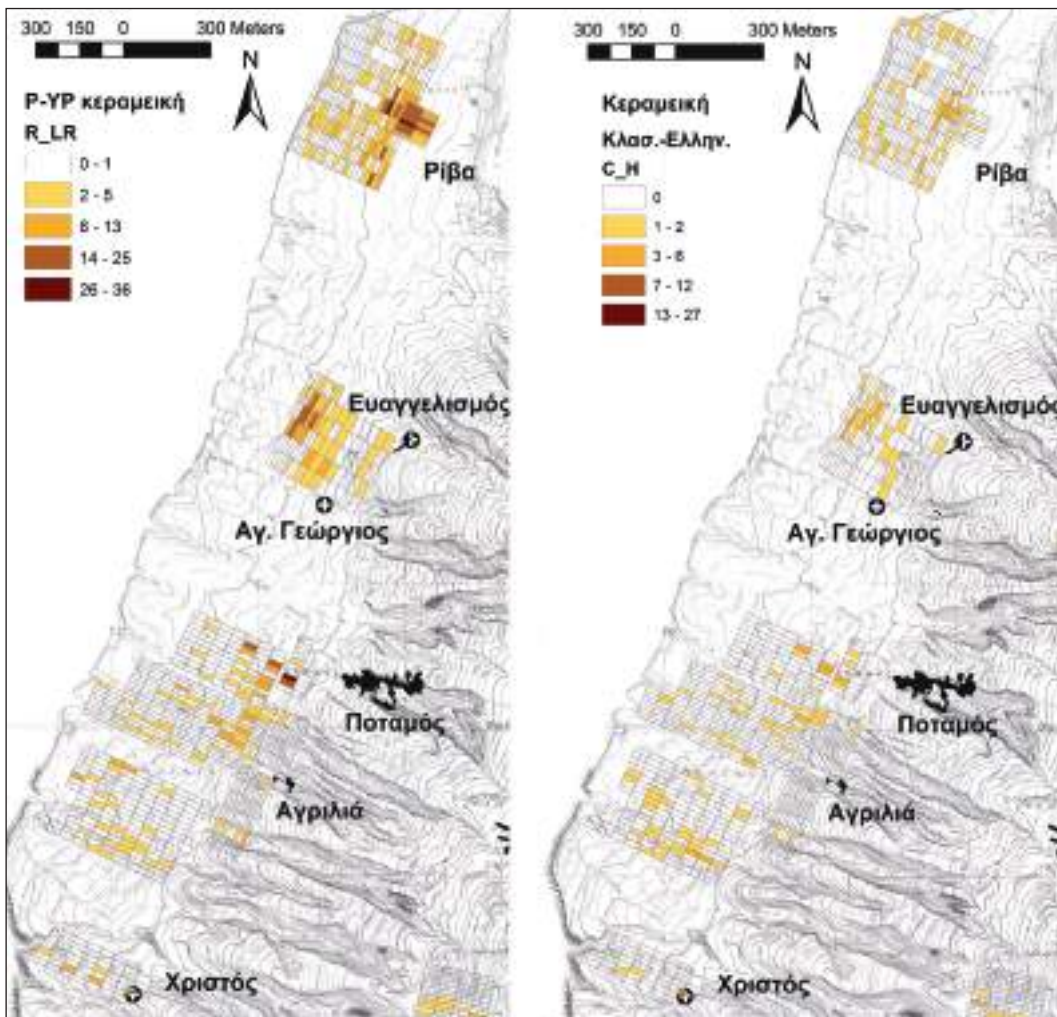 300 150 0 300 Meters
N
Ρ-ΥΡ κεραμεική
R_LR
0 - 1
2 - 5
6 - 13
14 - 25
26 - 36
Ρίβα
Ευαγγελισμός
Αγ. Γεώργιος
Ποταμός
Αγριλιά
Χριστός
300 150 0 300 Meters
N
Κεραμεική
Κλασ.-Ελλην.
C_H
0
1 - 2
3 - 6
7 - 12
13 - 27
Ρίβα
Ευαγγελισμός
Αγ. Γεώργιος
Ποταμός
Αγριλιά
Χριστός